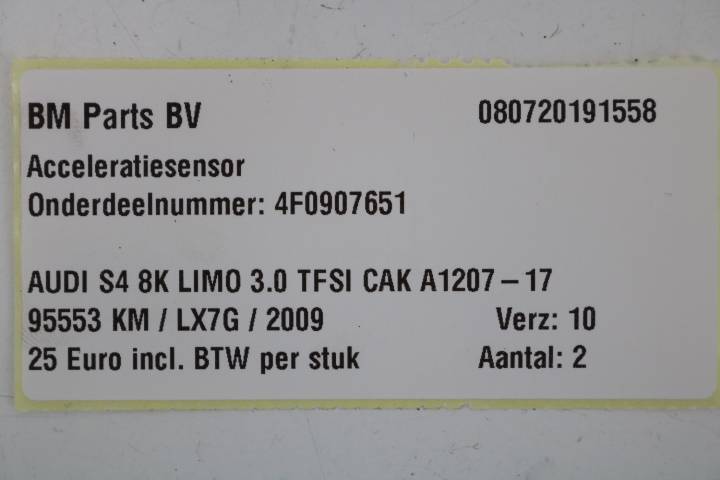 BM Parts BV 080720191558
Acceleratiesensor
Onderdeelnummer: 4F0907651
AUDI S4 8K LIMO 3.0 TFSI CAK A1207 – 17
95553 KM / LX7G / 2009 Verz: 10
25 Euro incl. BTW per stuk Aantal: 2